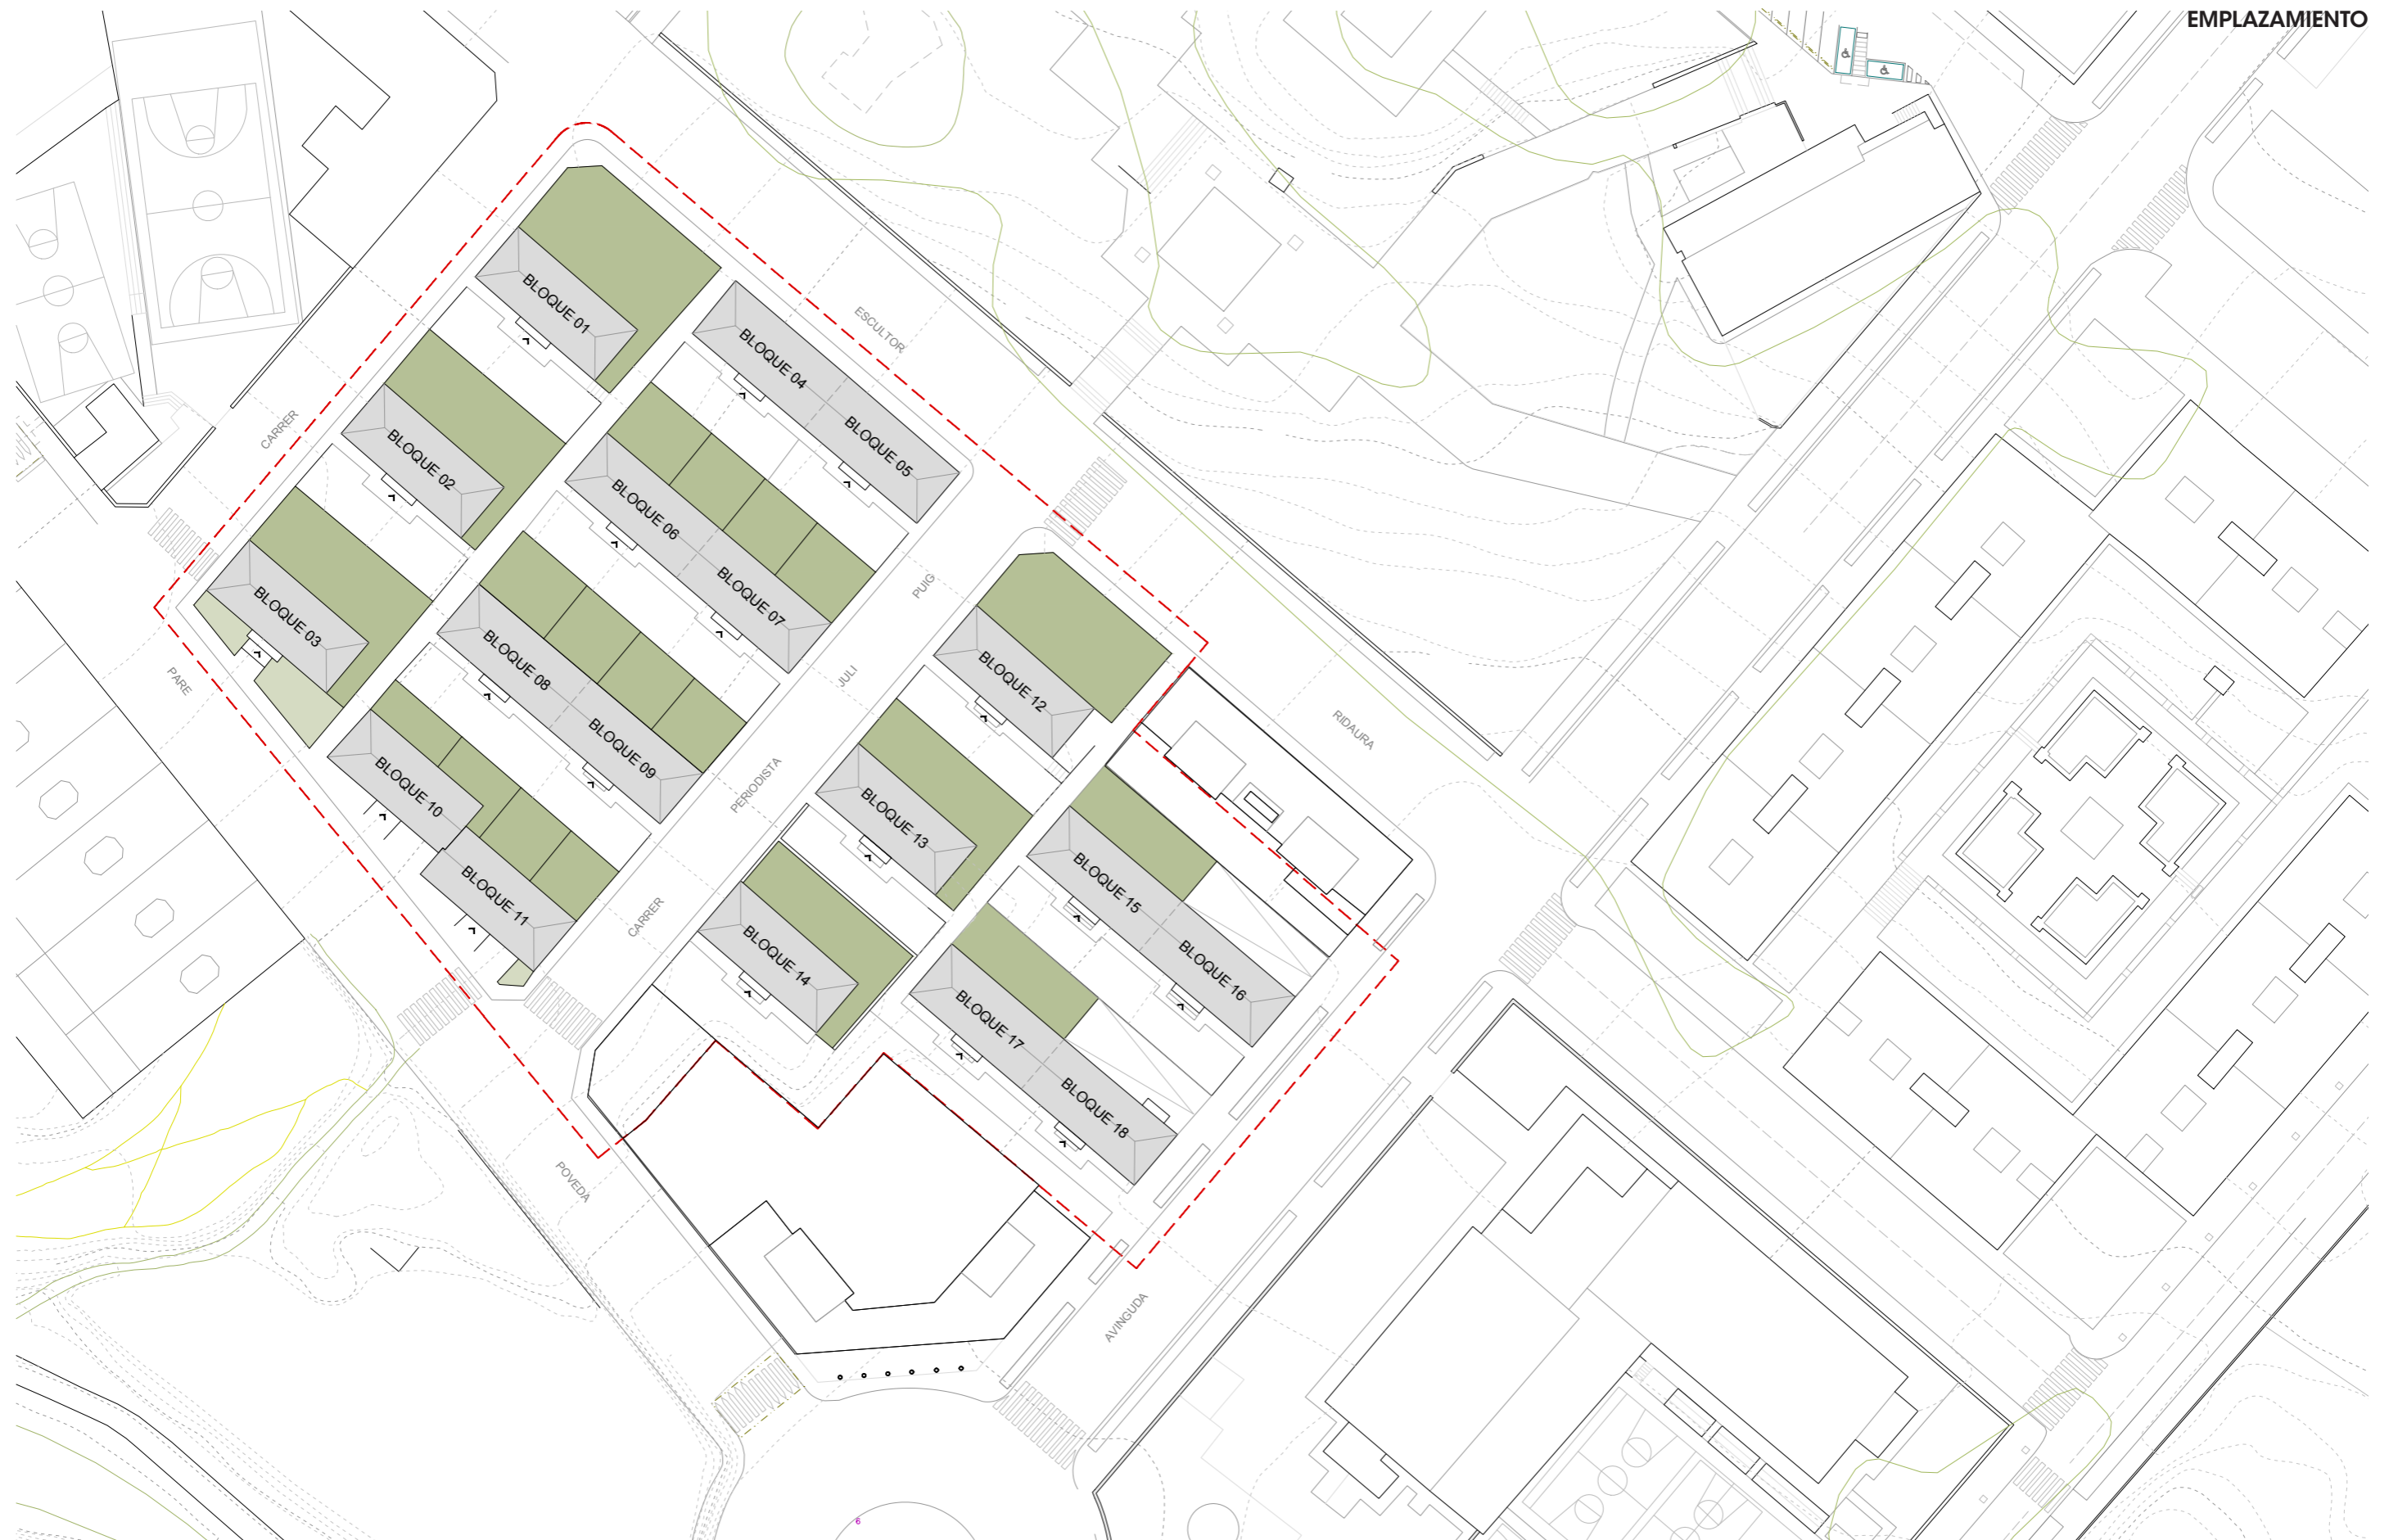 EMPLAZAMIENTO
BLOQUE 01
BLOQUE 04
ESCULTOR
CARRER
BLOQUE 02
BLOQUE 05
BLOQUE 06
PUIG
BLOQUE 03
BLOQUE 07
PARE
BLOQUE 08
JULI
BLOQUE 12
RIDAURA
BLOQUE 09
PERIODISTA
BLOQUE 10
BLOQUE 13
BLOQUE 15
BLOQUE 11
CARRER
BLOQUE 14
BLOQUE 16
BLOQUE 17
BLOQUE 18
POVEDA
AVINGUDA
6